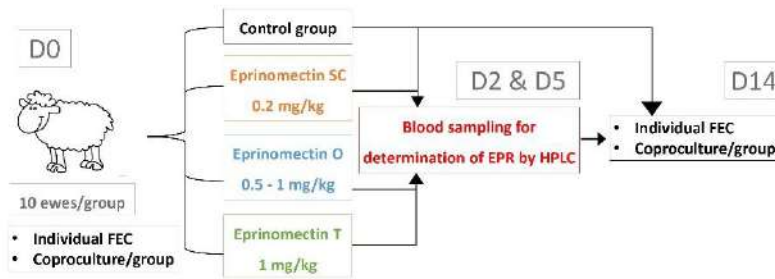 D0
10 ewes/group
• Individual FEC
• Coproculture/group
Control group
Eprinomectin SC
0.2 mg/kg
Eprinomectin O
0.5 - 1 mg/kg
Eprinomectin T
1 mg/kg
D2 & D5
Blood sampling for
determination of EPR by HPLC
D14
• Individual FEC
• Coproculture/group